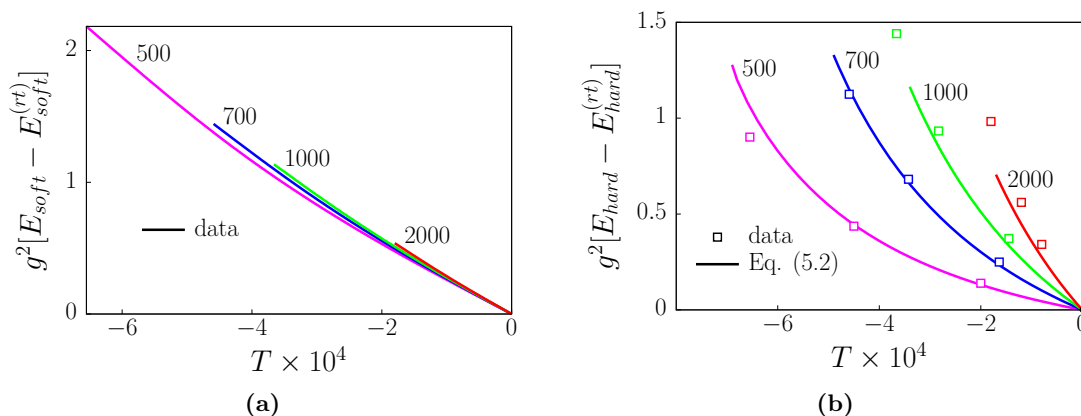 g²[E_soft − E_soft^(rt)]
2
1
0
500
700
1000
2000
data
−6
−4
−2
0
T × 10⁴
(a)
g²[E_hard − E_hard^(rt)]
1.5
1
0.5
0
500
700
1000
2000
data
Eq. (5.2)
−6
−4
−2
0
T × 10⁴
(b)